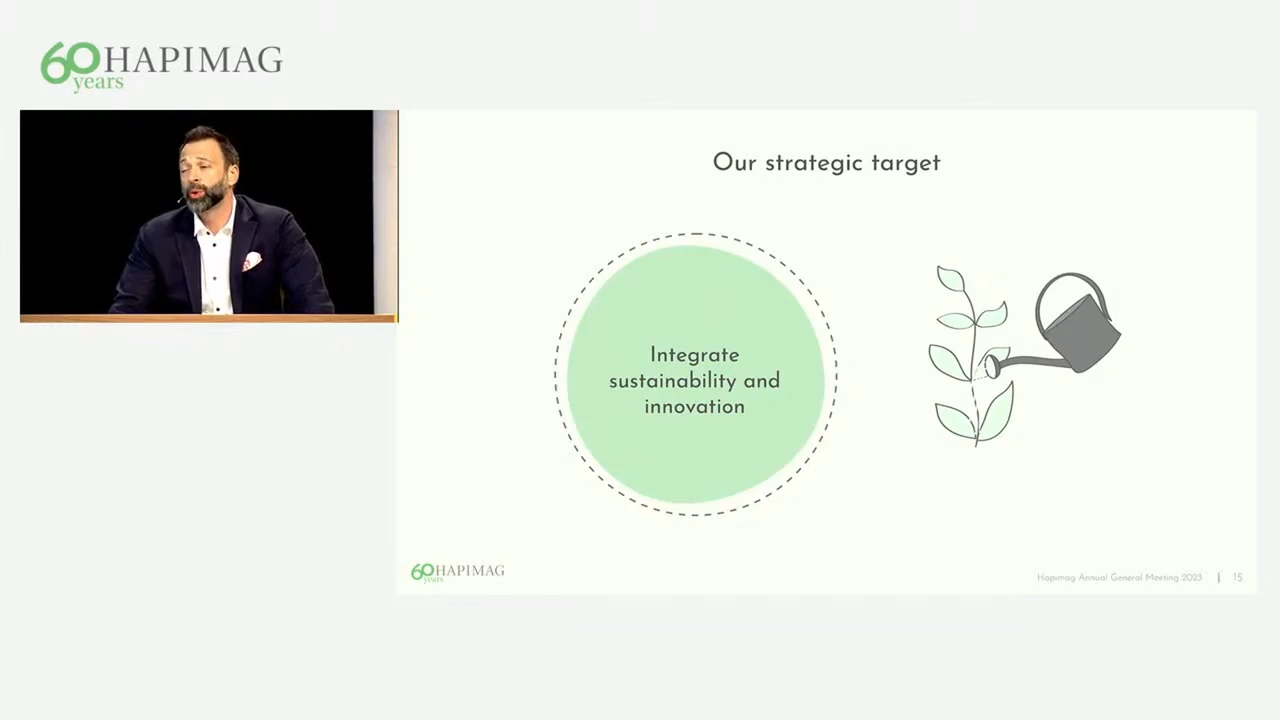 60 HAPIMAG
years
Our strategic target
Integrate
sustainability and
innovation
60 HAPIMAG
years
Hapimag Annual General Meeting 2023 | 15